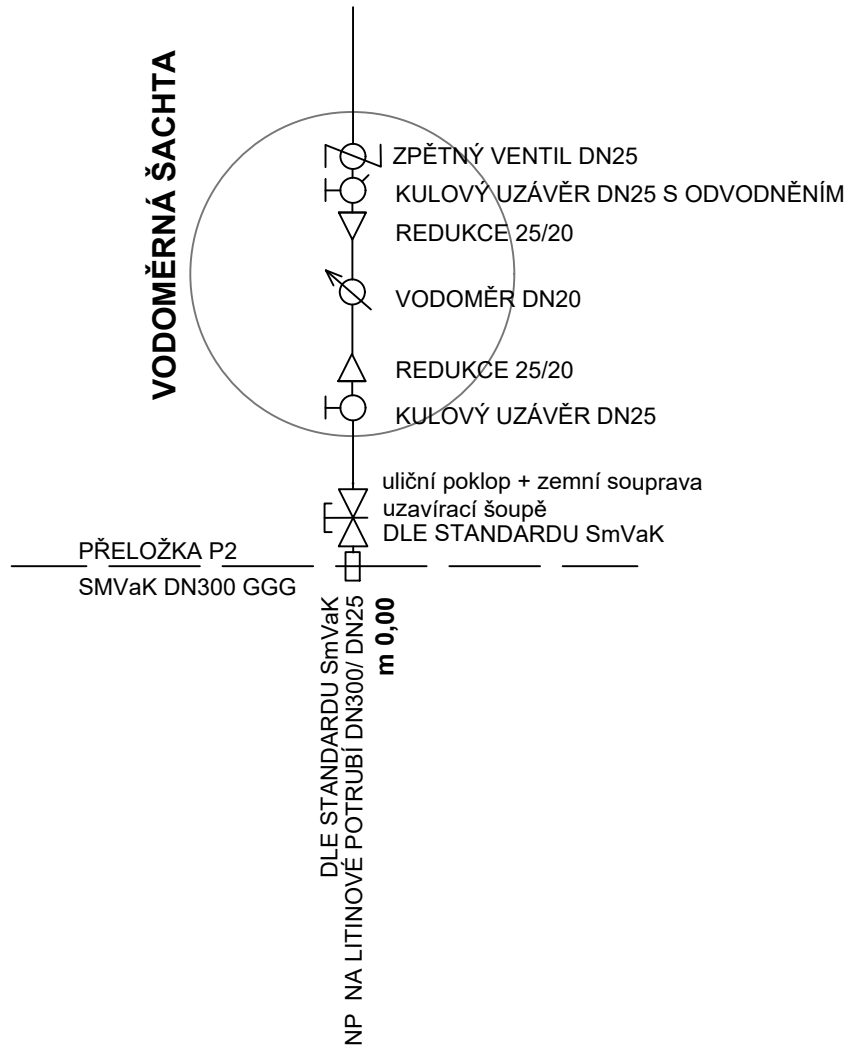 VODOMĚRNÁ ŠACHTA
ZPĚTNÝ VENTIL DN25
KULOVÝ UZÁVĚR DN25 S ODVODNĚNÍM
REDUKCE 25/20
VODOMĚR DN20
REDUKCE 25/20
KULOVÝ UZÁVĚR DN25
uliční poklop + zemní souprava
uzavírací šoupě
DLE STANDARDU SmVaK
PŘELOŽKA P2
SMVaK DN300 GGG
DLE STANDARDU SmVaK
NP NA LITINOVÉ POTRUBÍ DN300/ DN25
m 0,00